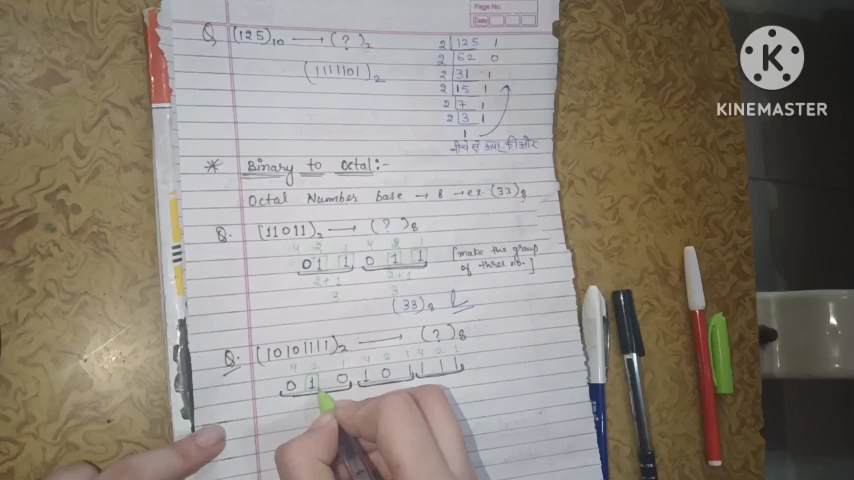 Page No.
Date
Q (125)10 → (?)2
2 125 1
2 62 0
(1111101)2
2 31 1
2 15 1
2 7 1
2 3 1
1
नीचे से ऊपर की ओर
* Binary to Octal:-
Octal Number base → 8 → ex. (33)8
Q. (11011)2 → (?)8
4 2 1 4 2 1
0 1 1 0 1 1
[make the group
of three no.]
2+1 2+1
3 3
(33)8
Q. (10101111)2 → (?)8
4 2 1 4 2 1 4 2 1
0 1 0 1 0 1 1 1 1
KINEMASTER